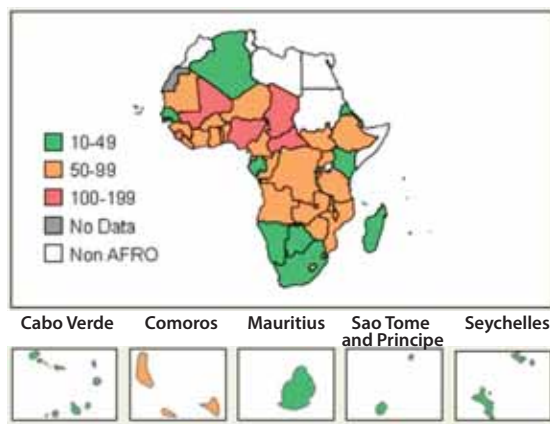 10-49
50-99
100-199
No Data
Non AFRO
Cabo Verde
Comoros
Mauritius
Sao Tome
and Principe
Seychelles